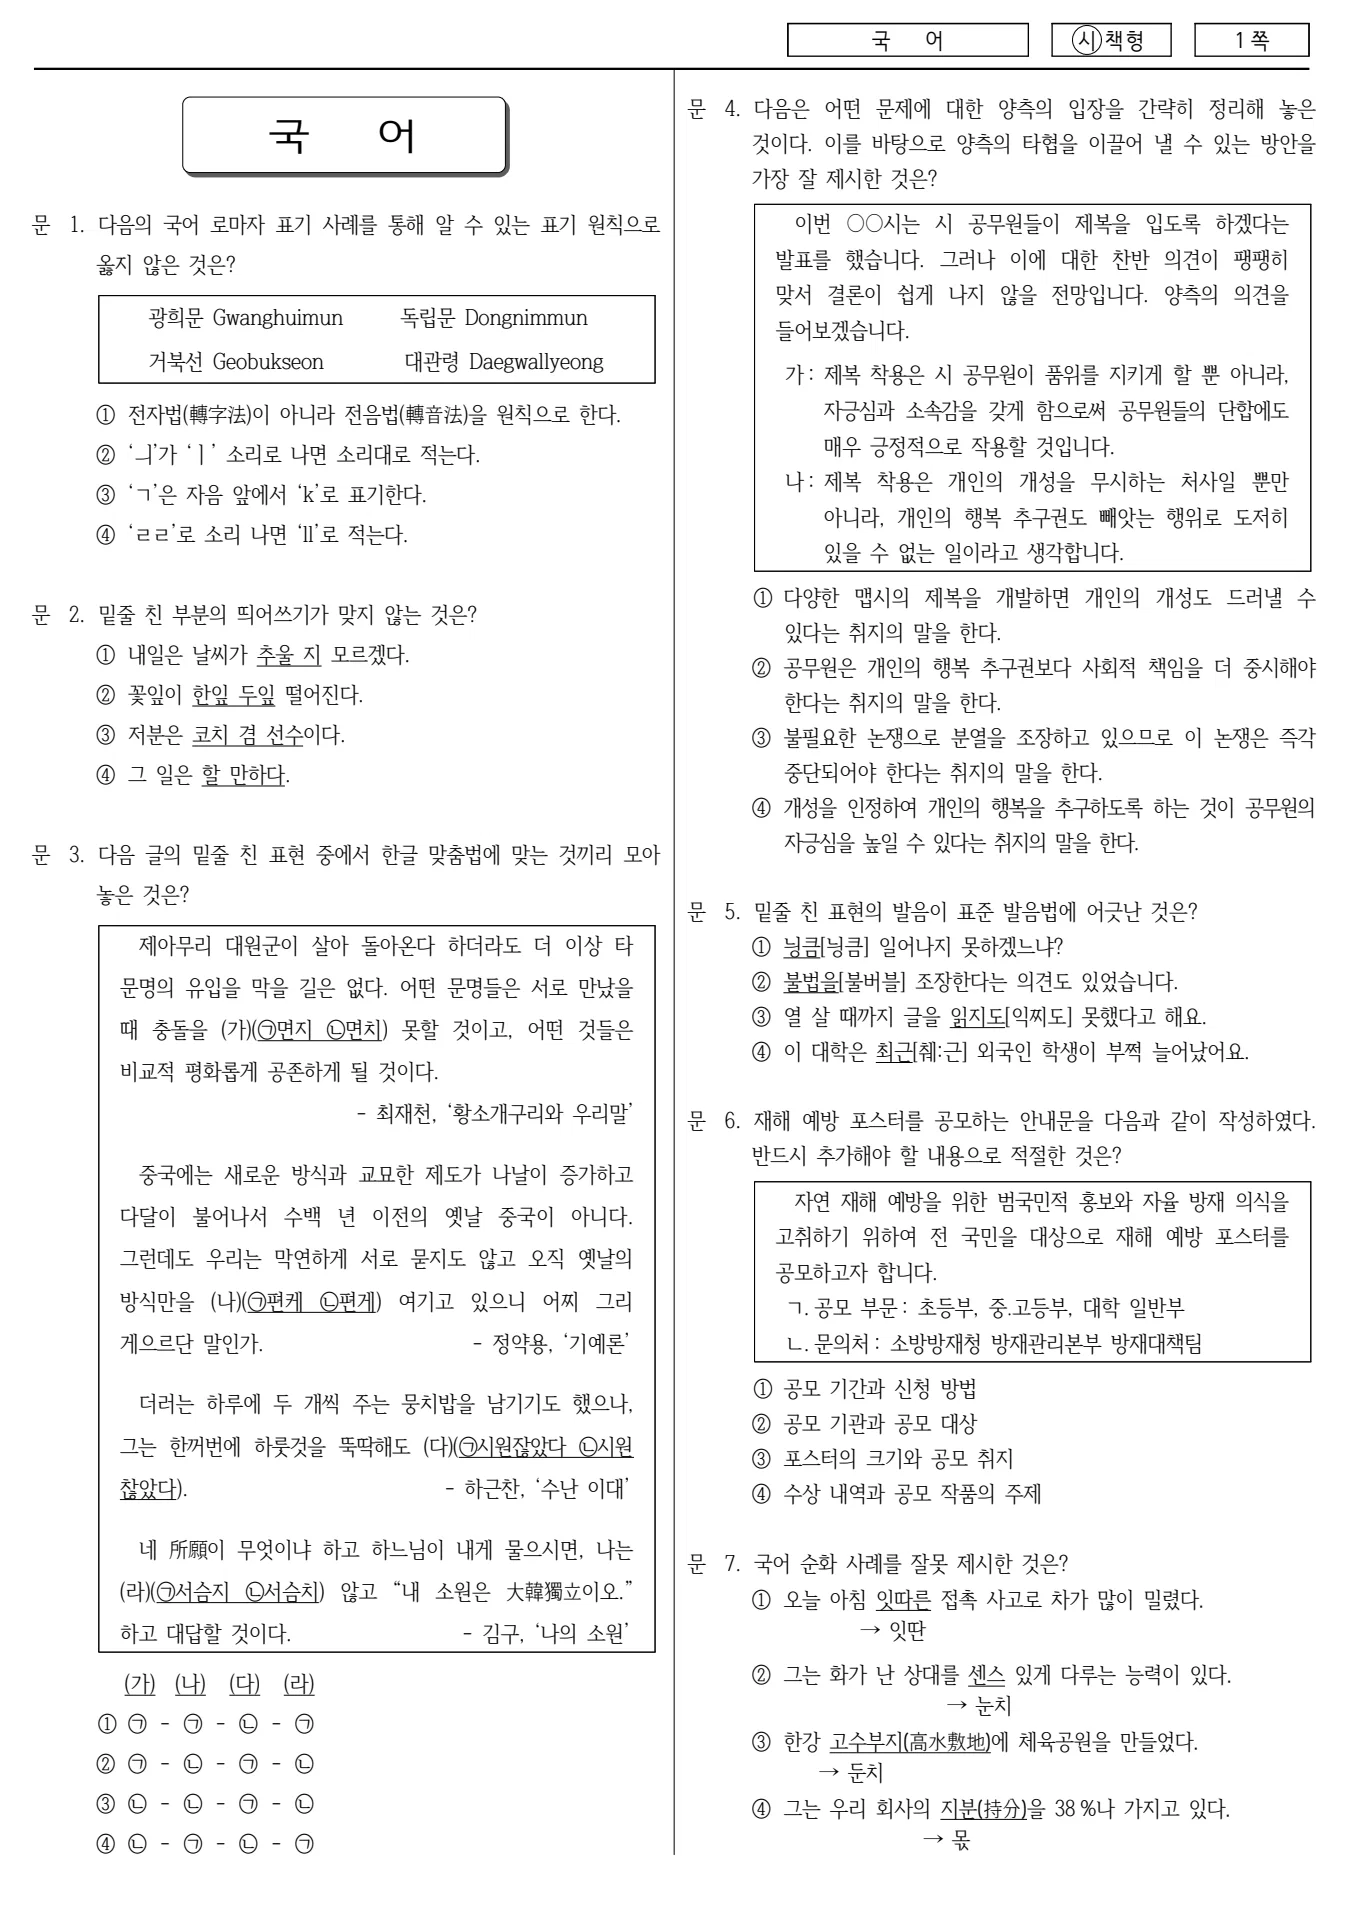 국 어
㉦책형
1 쪽
국 어
문 1. 다음의 국어 로마자 표기 사례를 통해 알 수 있는 표기 원칙으로
옳지 않은 것은?
광희문 Gwanghuimun 독립문 Dongnimmun
거북선 Geobukseon 대관령 Daegwallyeong
① 전자법(轉字法)이 아니라 전음법(轉音法)을 원칙으로 한다.
② ‘ㅢ’가 ‘ㅣ’ 소리로 나면 소리대로 적는다.
③ ‘ㄱ’은 자음 앞에서 ‘k’로 표기한다.
④ ‘ㄹㄹ’로 소리 나면 ‘ll’로 적는다.
문 2. 밑줄 친 부분의 띄어쓰기가 맞지 않는 것은?
① 내일은 날씨가 추울 지 모르겠다.
② 꽃잎이 한잎 두잎 떨어진다.
③ 저분은 코치 겸 선수이다.
④ 그 일은 할 만하다.
문 3. 다음 글의 밑줄 친 표현 중에서 한글 맞춤법에 맞는 것끼리 모아
놓은 것은?
제아무리 대원군이 살아 돌아온다 하더라도 더 이상 타
문명의 유입을 막을 길은 없다. 어떤 문명들은 서로 만났을
때 충돌을 (가)(㉠면지 ㉡면치) 못할 것이고, 어떤 것들은
비교적 평화롭게 공존하게 될 것이다.
- 최재천, ‘황소개구리와 우리말’
중국에는 새로운 방식과 교묘한 제도가 나날이 증가하고
다달이 불어나서 수백 년 이전의 옛날 중국이 아니다.
그런데도 우리는 막연하게 서로 묻지도 않고 오직 옛날의
방식만을 (나)(㉠편케 ㉡편게) 여기고 있으니 어찌 그리
게으르단 말인가. - 정약용, ‘기예론’
더러는 하루에 두 개씩 주는 뭉치밥을 남기기도 했으나,
그는 한꺼번에 하룻것을 뚝딱해도 (다)(㉠시원잖았다 ㉡시원
찮았다). - 하근찬, ‘수난 이대’
네 所願이 무엇이냐 하고 하느님이 내게 물으시면, 나는
(라)(㉠서슴지 ㉡서슴치) 않고 “내 소원은 大韓獨立이오.”
하고 대답할 것이다. - 김구, ‘나의 소원’
(가) (나) (다) (라)
① ㉠ - ㉠ - ㉡ - ㉠
② ㉠ - ㉡ - ㉠ - ㉡
③ ㉡ - ㉡ - ㉠ - ㉡
④ ㉡ - ㉠ - ㉡ - ㉠
문 4. 다음은 어떤 문제에 대한 양측의 입장을 간략히 정리해 놓은
것이다. 이를 바탕으로 양측의 타협을 이끌어 낼 수 있는 방안을
가장 잘 제시한 것은?
이번 ○○시는 시 공무원들이 제복을 입도록 하겠다는
발표를 했습니다. 그러나 이에 대한 찬반 의견이 팽팽히
맞서 결론이 쉽게 나지 않을 전망입니다. 양측의 의견을
들어보겠습니다.
가 : 제복 착용은 시 공무원이 품위를 지키게 할 뿐 아니라,
자긍심과 소속감을 갖게 함으로써 공무원들의 단합에도
매우 긍정적으로 작용할 것입니다.
나 : 제복 착용은 개인의 개성을 무시하는 처사일 뿐만
아니라, 개인의 행복 추구권도 빼앗는 행위로 도저히
있을 수 없는 일이라고 생각합니다.
① 다양한 맵시의 제복을 개발하면 개인의 개성도 드러낼 수
있다는 취지의 말을 한다.
② 공무원은 개인의 행복 추구권보다 사회적 책임을 더 중시해야
한다는 취지의 말을 한다.
③ 불필요한 논쟁으로 분열을 조장하고 있으므로 이 논쟁은 즉각
중단되어야 한다는 취지의 말을 한다.
④ 개성을 인정하여 개인의 행복을 추구하도록 하는 것이 공무원의
자긍심을 높일 수 있다는 취지의 말을 한다.
문 5. 밑줄 친 표현의 발음이 표준 발음법에 어긋난 것은?
① 닝큼[닝큼] 일어나지 못하겠느냐?
② 불법을[불버블] 조장한다는 의견도 있었습니다.
③ 열 살 때까지 글을 읽지도[익찌도] 못했다고 해요.
④ 이 대학은 최근[췌:근] 외국인 학생이 부쩍 늘어났어요.
문 6. 재해 예방 포스터를 공모하는 안내문을 다음과 같이 작성하였다.
반드시 추가해야 할 내용으로 적절한 것은?
자연 재해 예방을 위한 범국민적 홍보와 자율 방재 의식을
고취하기 위하여 전 국민을 대상으로 재해 예방 포스터를
공모하고자 합니다.
ㄱ. 공모 부문 : 초등부, 중.고등부, 대학 일반부
ㄴ. 문의처 : 소방방재청 방재관리본부 방재대책팀
① 공모 기간과 신청 방법
② 공모 기관과 공모 대상
③ 포스터의 크기와 공모 취지
④ 수상 내역과 공모 작품의 주제
문 7. 국어 순화 사례를 잘못 제시한 것은?
① 오늘 아침 잇따른 접촉 사고로 차가 많이 밀렸다.
→ 잇딴
② 그는 화가 난 상대를 센스 있게 다루는 능력이 있다.
→ 눈치
③ 한강 고수부지(高水敷地)에 체육공원을 만들었다.
→ 둔치
④ 그는 우리 회사의 지분(持分)을 38 %나 가지고 있다.
→ 몫